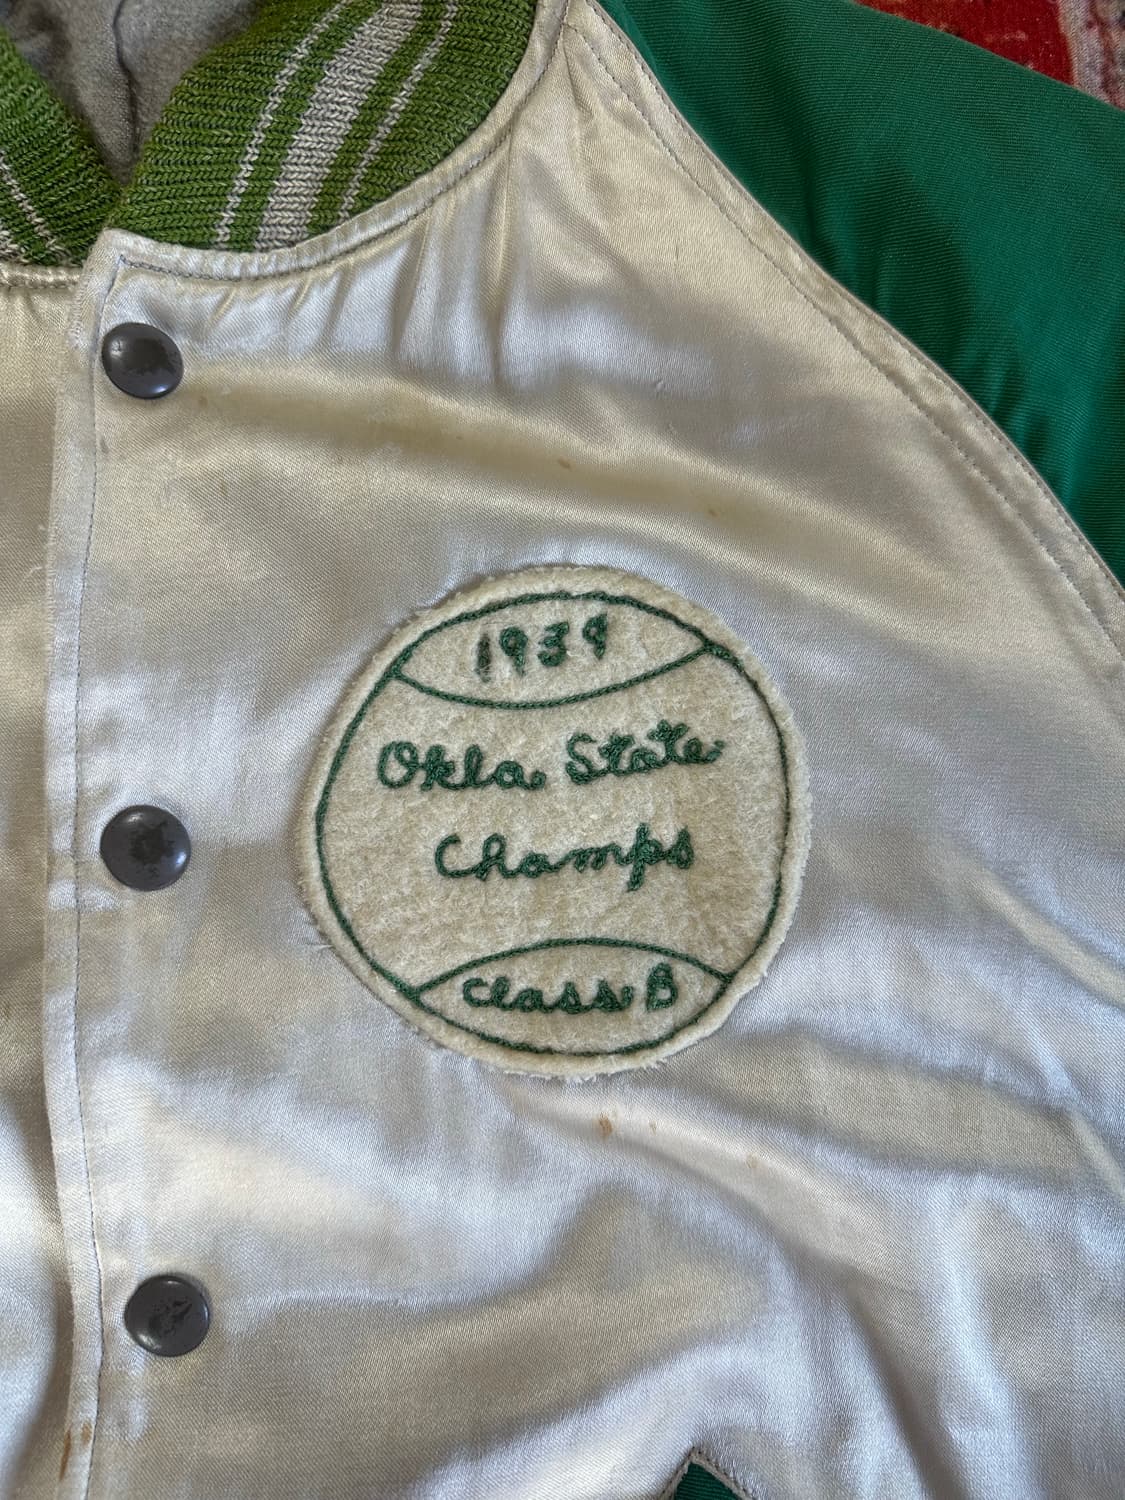 1939
Okla State
Champs
Class B